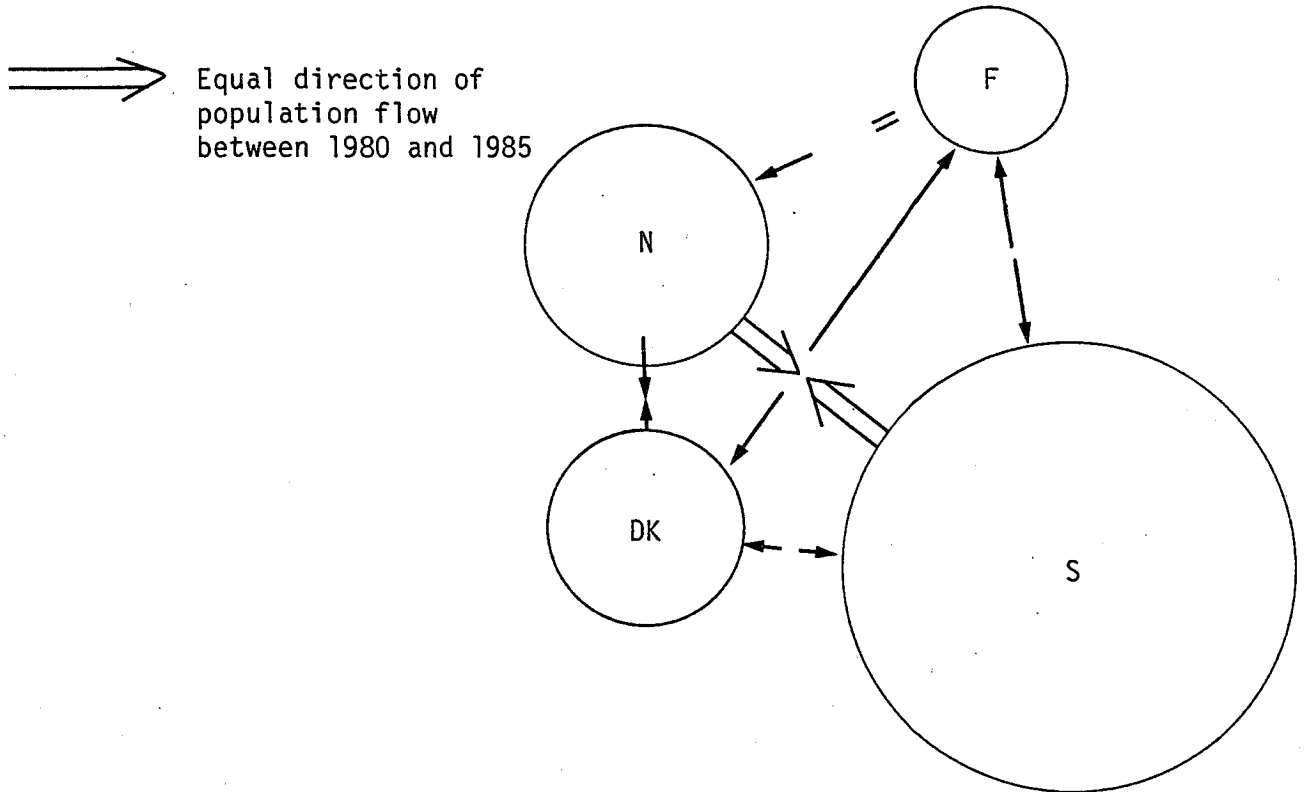 Equal direction of
population flow
between 1980 and 1985
F
N
DK
S